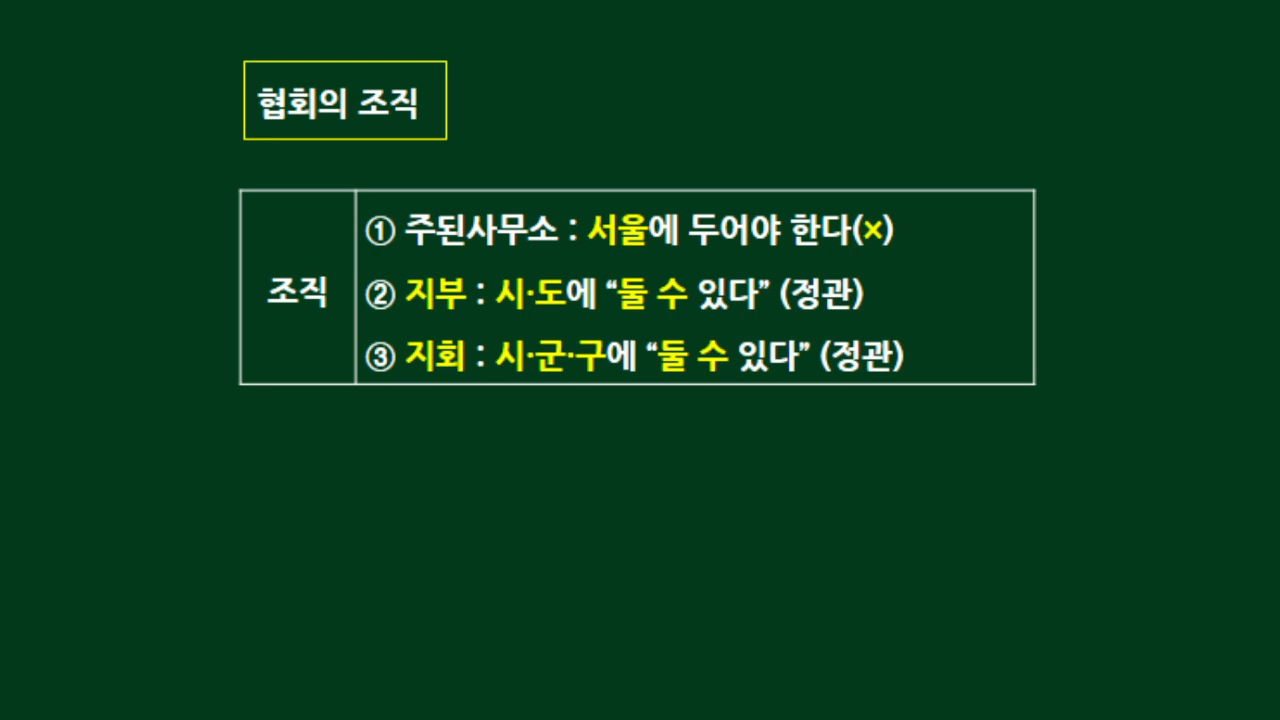 협회의 조직
조직
① 주된사무소 : 서울에 두어야 한다(×)
② 지부 : 시·도에 “둘 수 있다” (정관)
③ 지회 : 시·군·구에 “둘 수 있다” (정관)